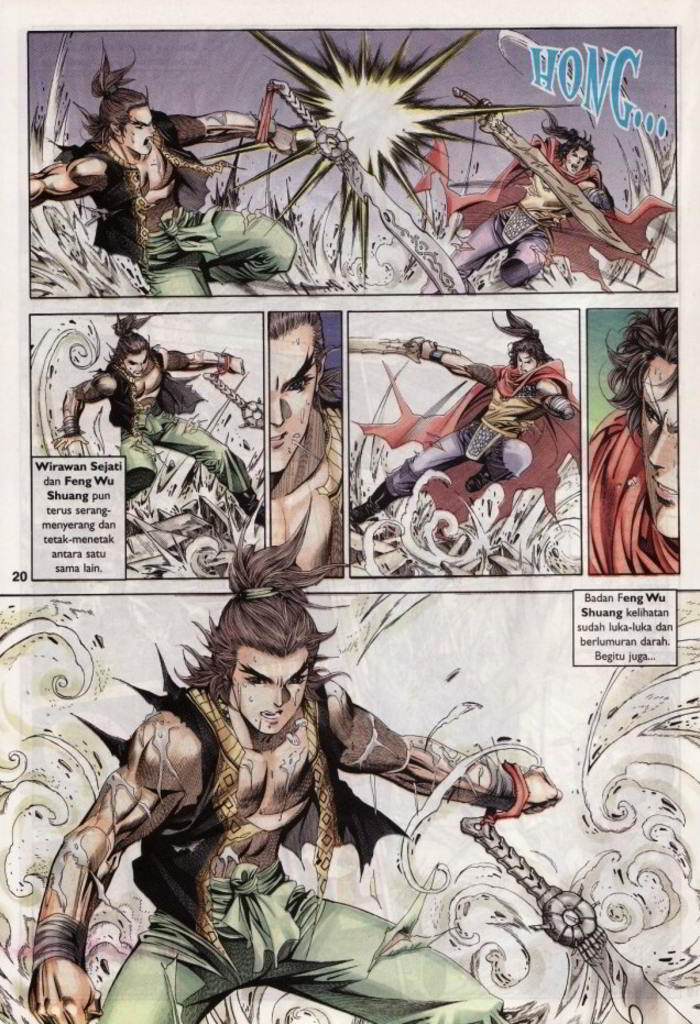 HONG...
Wirawan Sejati
dan Feng Wu
Shuang pun
terus serang-
menyerang dan
tetak-menetak
antara satu
sama lain.
20
Badan Feng Wu
Shuang kelihatan
sudah luka-luka dan
berlumuran darah.
Begitu juga...